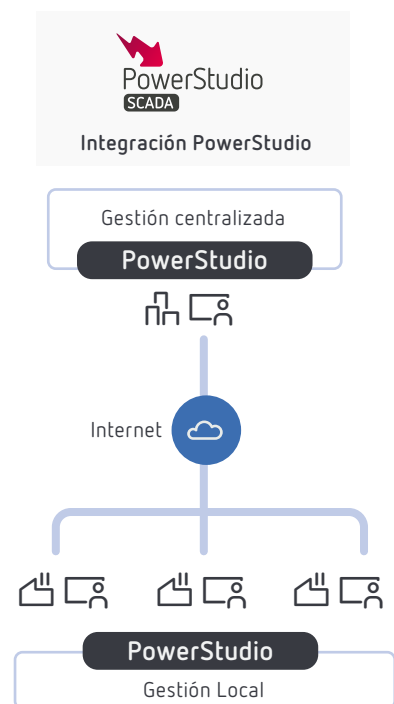 PowerStudio
SCADA
Integración PowerStudio
Gestión centralizada
PowerStudio
Internet
PowerStudio
Gestión Local